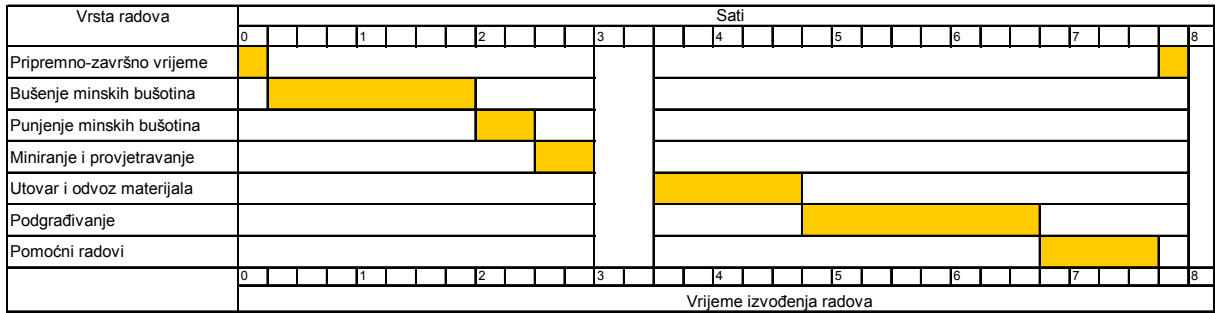 Vrsta radova
Sati
0 1 2 3 4 5 6 7 8
Pripremno-završno vrijeme
Bušenje minskih bušotina
Punjenje minskih bušotina
Miniranje i provjetravanje
Utovar i odvoz materijala
Podgrađivanje
Pomoćni radovi
0 1 2 3 4 5 6 7 8
Vrijeme izvođenja radova